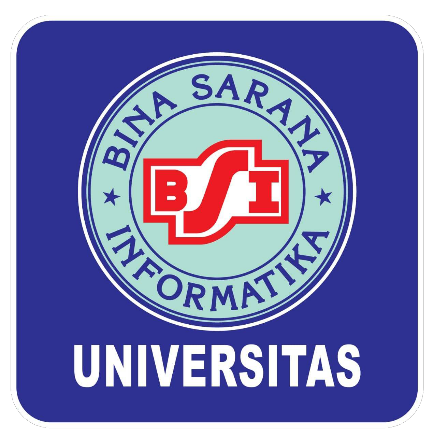 BINA SARANA
BSI
INFORMATIKA
UNIVERSITAS